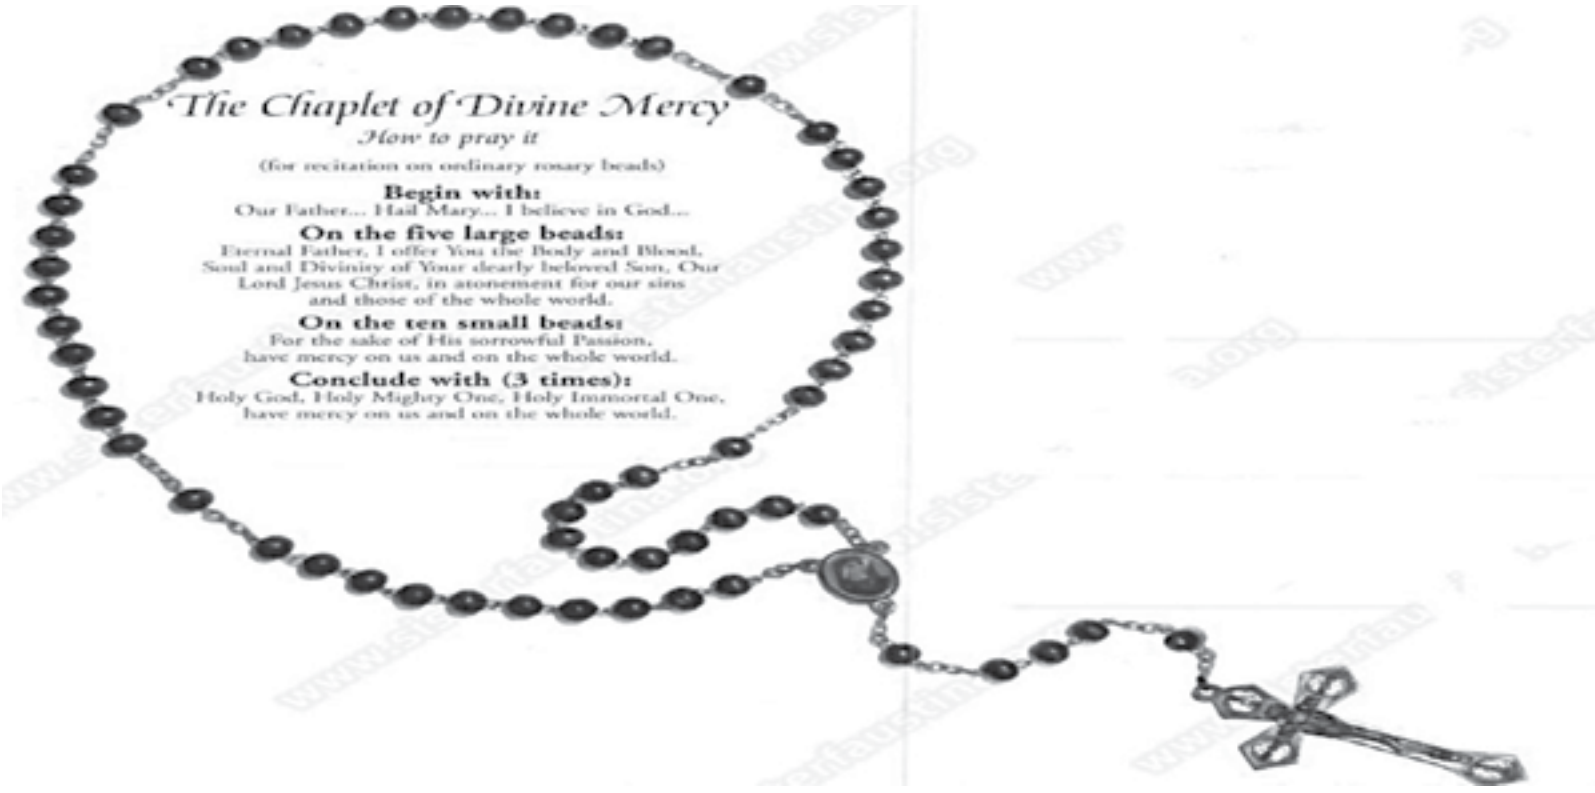 The Chaplet of Divine Mercy
How to pray it
(for recitation on ordinary rosary beads)
Begin with:
Our Father... Hail Mary... I believe in God...
On the five large beads:
Eternal Father, I offer You the Body and Blood,
Soul and Divinity of Your dearly beloved Son, Our
Lord Jesus Christ, in atonement for our sins
and those of the whole world.
On the ten small beads:
For the sake of His sorrowful Passion,
have mercy on us and on the whole world.
Conclude with (3 times):
Holy God, Holy Mighty One, Holy Immortal One,
have mercy on us and on the whole world.